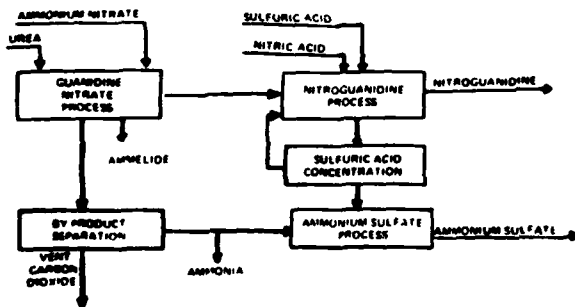 AMMONIUM NITRATE
UREA
SULFURIC ACID
NITRIC ACID
GUARDINE
NITRATE
PROCESS
NITROGUANIDINE
PROCESS
NITROGUANIDINE
AMMELIDE
SULFURIC ACID
CONCENTRATION
BY PRODUCT
SEPARATION
AMMONIUM SULFATE
PROCESS
AMMONIUM SULFATE
AMMONIA
VENT
CARBON
DIOXIDE